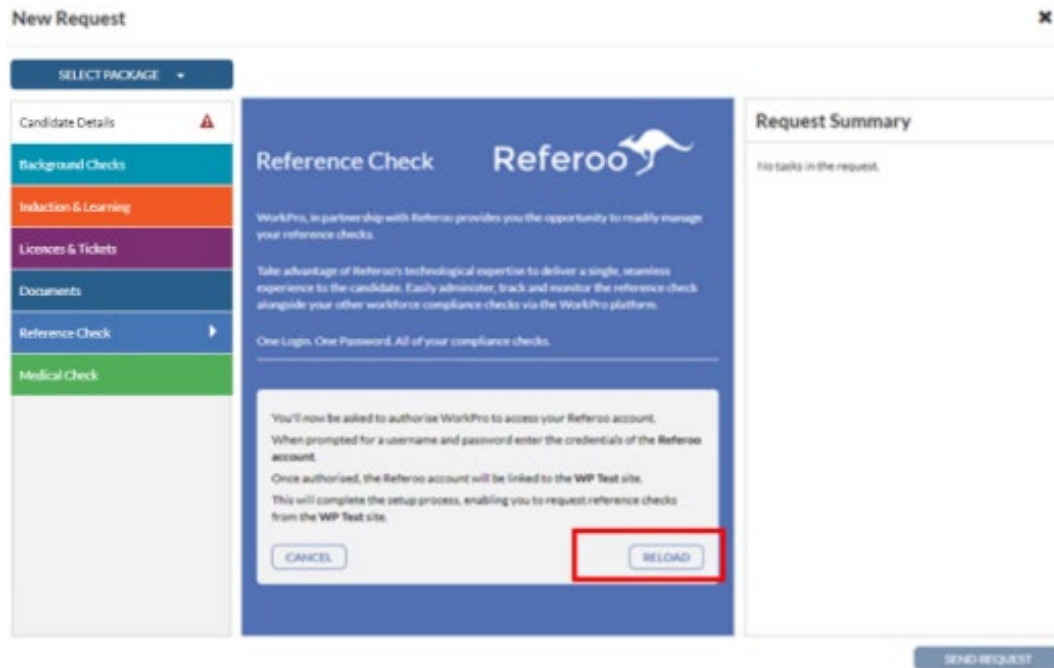 New Request
SELECT PACKAGE
Candidate Details
Background Checks
Induction & Learning
Licences & Tickets
Documents
Reference Check
Medical Check
Reference Check
Referoo
WorkPro, in partnership with Referoo provides you the opportunity to readily manage
your reference checks.
Take advantage of Referoo's technological expertise to deliver a single, seamless
experience to the candidate. Easily administer, track and monitor the reference check
alongside your other workforce compliance checks via the WorkPro platform.
One Login. One Password. All of your compliance checks.
You'll now be asked to authorise WorkPro to access your Referoo account.
When prompted for a username and password enter the credentials of the Referoo
account.
Once authorised, the Referoo account will be linked to the WP Test site.
This will complete the setup process, enabling you to request reference checks
from the WP Test site.
CANCEL
RELOAD
Request Summary
No tasks in the request.
SEND REQUEST